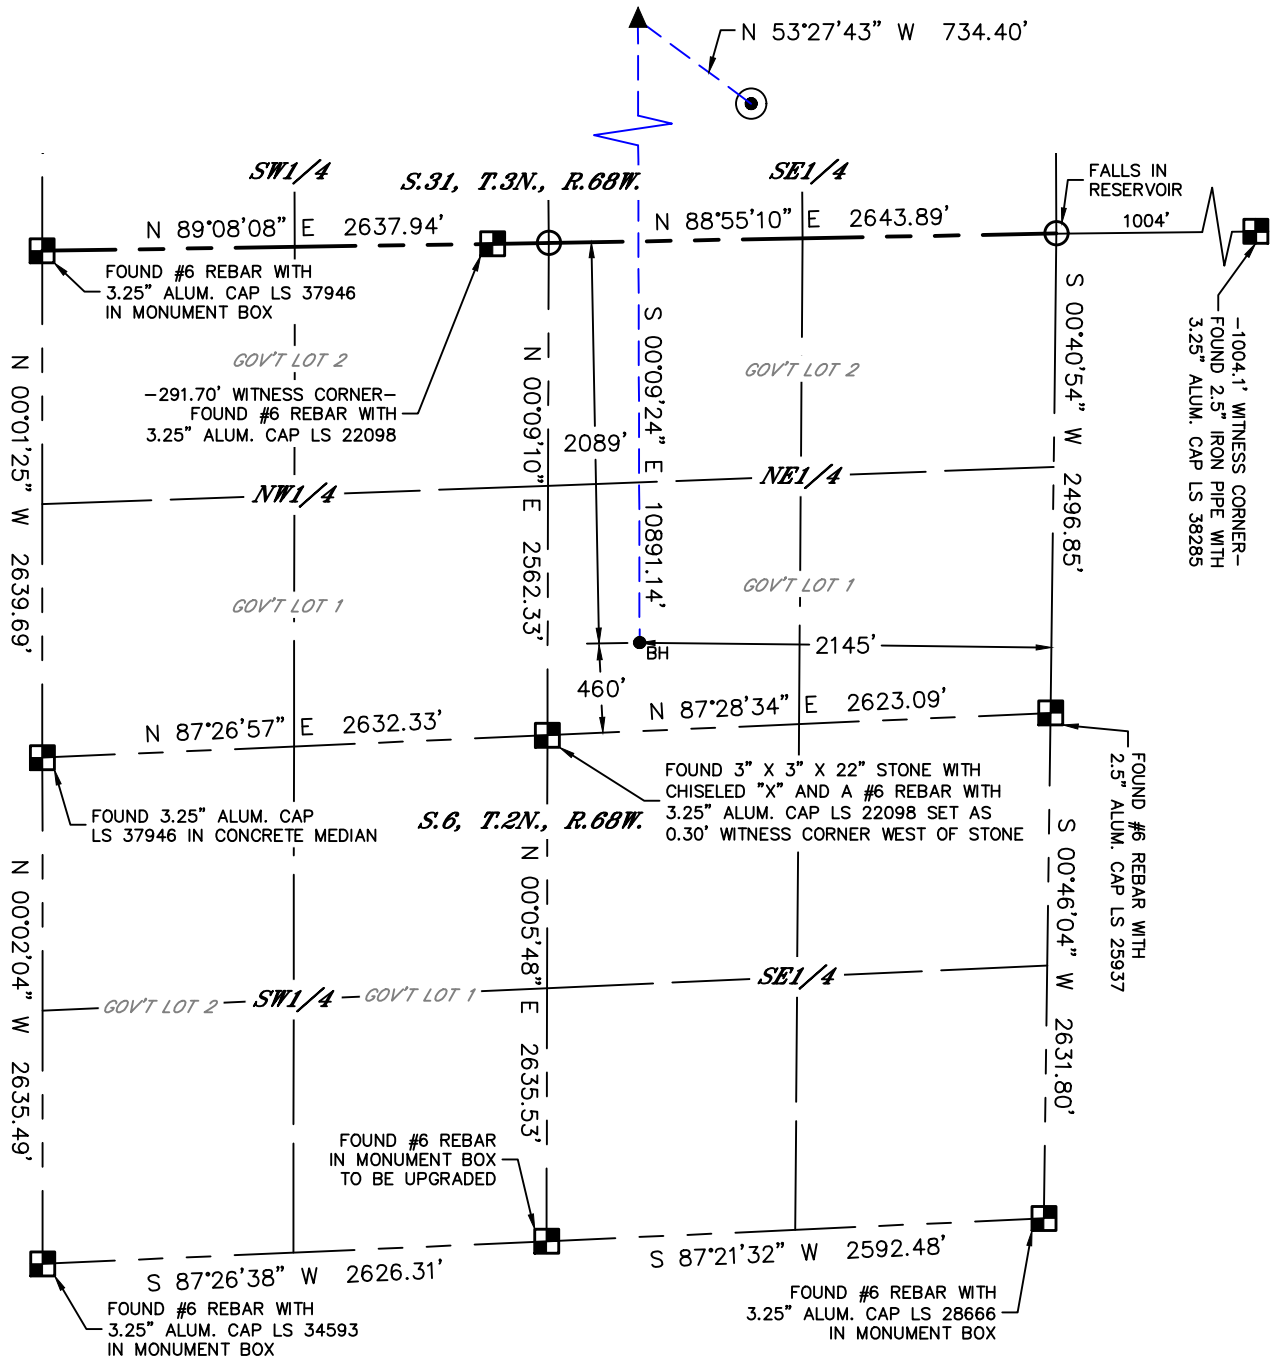 N 53°27'43" W 734.40'
SW1/4
S.31, T.3N., R.68W.
SE1/4
FALLS IN
RESERVOIR
1004'
N 89°08'08" E 2637.94'
N 88°55'10" E 2643.89'
FOUND #6 REBAR WITH
3.25" ALUM. CAP LS 37946
IN MONUMENT BOX
-1004.1' WITNESS CORNER-
FOUND 2.5" IRON PIPE WITH
3.25" ALUM. CAP LS 38285
GOV'T LOT 2
GOV'T LOT 2
-291.70' WITNESS CORNER-
FOUND #6 REBAR WITH
3.25" ALUM. CAP LS 22098
N 00°01'25" W 2639.69'
N 00°09'10" E 2562.33'
2089'
S 00°09'24" E 10891.14'
S 00°40'54" W 2496.85'
NW1/4
NE1/4
GOV'T LOT 1
GOV'T LOT 1
BH
2145'
460'
N 87°26'57" E 2632.33'
N 87°28'34" E 2623.09'
FOUND 3.25" ALUM. CAP
LS 37946 IN CONCRETE MEDIAN
S.6, T.2N., R.68W.
FOUND 3" X 3" X 22" STONE WITH
CHISELED "X" AND A #6 REBAR WITH
3.25" ALUM. CAP LS 22098 SET AS
0.30' WITNESS CORNER WEST OF STONE
FOUND #6 REBAR WITH
2.5" ALUM. CAP LS 25937
N 00°02'04" W 2635.49'
N 00°05'48" E 2635.53'
S 00°46'04" W 2631.80'
GOV'T LOT 2
SW1/4
GOV'T LOT 1
SE1/4
FOUND #6 REBAR
IN MONUMENT BOX
TO BE UPGRADED
S 87°26'38" W 2626.31'
S 87°21'32" W 2592.48'
FOUND #6 REBAR WITH
3.25" ALUM. CAP LS 34593
IN MONUMENT BOX
FOUND #6 REBAR WITH
3.25" ALUM. CAP LS 28666
IN MONUMENT BOX